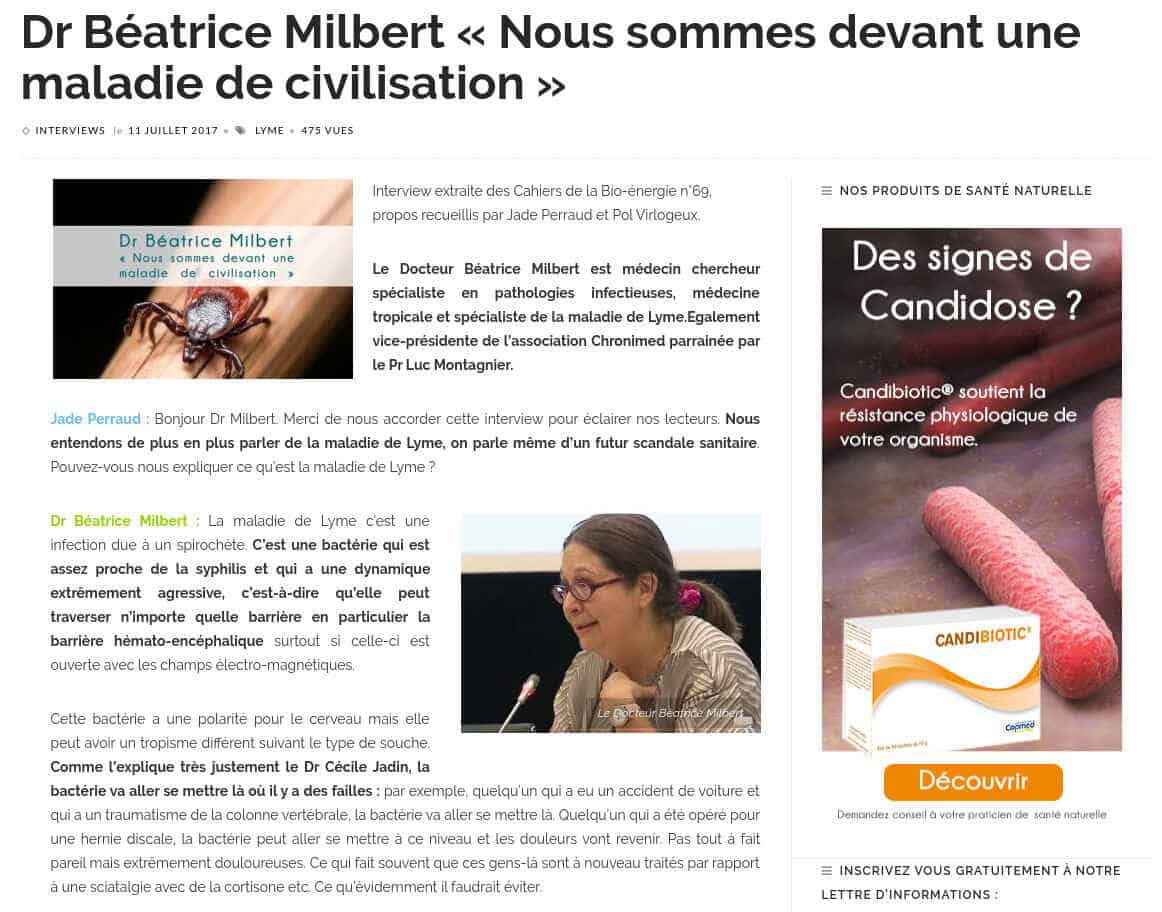 Dr Béatrice Milbert « Nous sommes devant une
maladie de civilisation »
INTERVIEWS le 11 JUILLET 2017 LYME 475 VUES
Dr Béatrice Milbert
« Nous sommes devant une
maladie de civilisation »
Interview extraite des Cahiers de la Bio-énergie n°69,
propos recueillis par Jade Perraud et Pol Virlogeux.
Le Docteur Béatrice Milbert est médecin chercheur
spécialiste en pathologies infectieuses, médecine
tropicale et spécialiste de la maladie de Lyme.Egalement
vice-présidente de l'association Chronimed parrainée par
le Pr Luc Montagnier.
Jade Perraud : Bonjour Dr Milbert. Merci de nous accorder cette interview pour éclairer nos lecteurs. Nous
entendons de plus en plus parler de la maladie de Lyme, on parle même d'un futur scandale sanitaire.
Pouvez-vous nous expliquer ce qu'est la maladie de Lyme ?
Dr Béatrice Milbert : La maladie de Lyme c'est une
infection due à un spirochète. C'est une bactérie qui est
assez proche de la syphilis et qui a une dynamique
extrêmement agressive, c'est-à-dire qu'elle peut
traverser n'importe quelle barrière en particulier la
barrière hémato-encéphalique surtout si celle-ci est
ouverte avec les champs électro-magnétiques.
Le Docteur Béatrice Milbert
Cette bactérie a une polarité pour le cerveau mais elle
peut avoir un tropisme différent suivant le type de souche.
Comme l'explique très justement le Dr Cécile Jadin, la
bactérie va aller se mettre là où il y a des failles : par exemple, quelqu'un qui a eu un accident de voiture et
qui a un traumatisme de la colonne vertébrale, la bactérie va aller se mettre là. Quelqu'un qui a été opéré pour
une hernie discale, la bactérie peut aller se mettre à ce niveau et les douleurs vont revenir. Pas tout à fait
pareil mais extrêmement douloureuses. Ce qui fait souvent que ces gens-là sont à nouveau traités par rapport
à une sciatalgie avec de la cortisone etc. Ce qu'évidemment il faudrait éviter.
NOS PRODUITS DE SANTÉ NATURELLE
Des signes de
Candidose ?
Candibiotic® soutient la
résistance physiologique de
votre organisme.
CANDIBIOTIC®
Copmed
Découvrir
Demandez conseil à votre praticien de santé naturelle
INSCRIVEZ VOUS GRATUITEMENT À NOTRE
LETTRE D'INFORMATIONS :